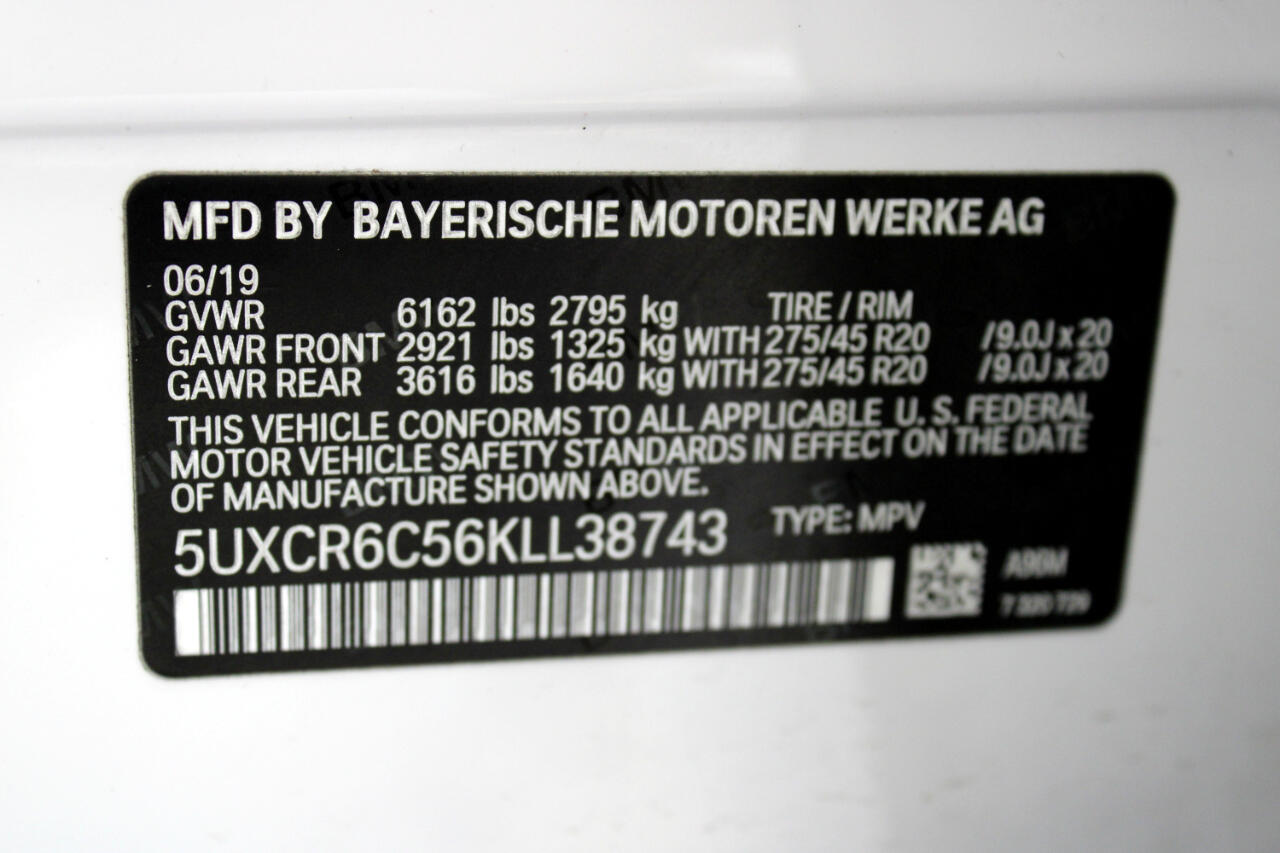 MFD BY BAYERISCHE MOTOREN WERKE AG
06/19
GVWR 6162 lbs 2795 kg TIRE / RIM
GAWR FRONT 2921 lbs 1325 kg WITH 275/45 R20 /9.0J x 20
GAWR REAR 3616 lbs 1640 kg WITH 275/45 R20 /9.0J x 20
THIS VEHICLE CONFORMS TO ALL APPLICABLE U. S. FEDERAL
MOTOR VEHICLE SAFETY STANDARDS IN EFFECT ON THE DATE
OF MANUFACTURE SHOWN ABOVE.
5UXCR6C56KLL38743 TYPE: MPV
A96M